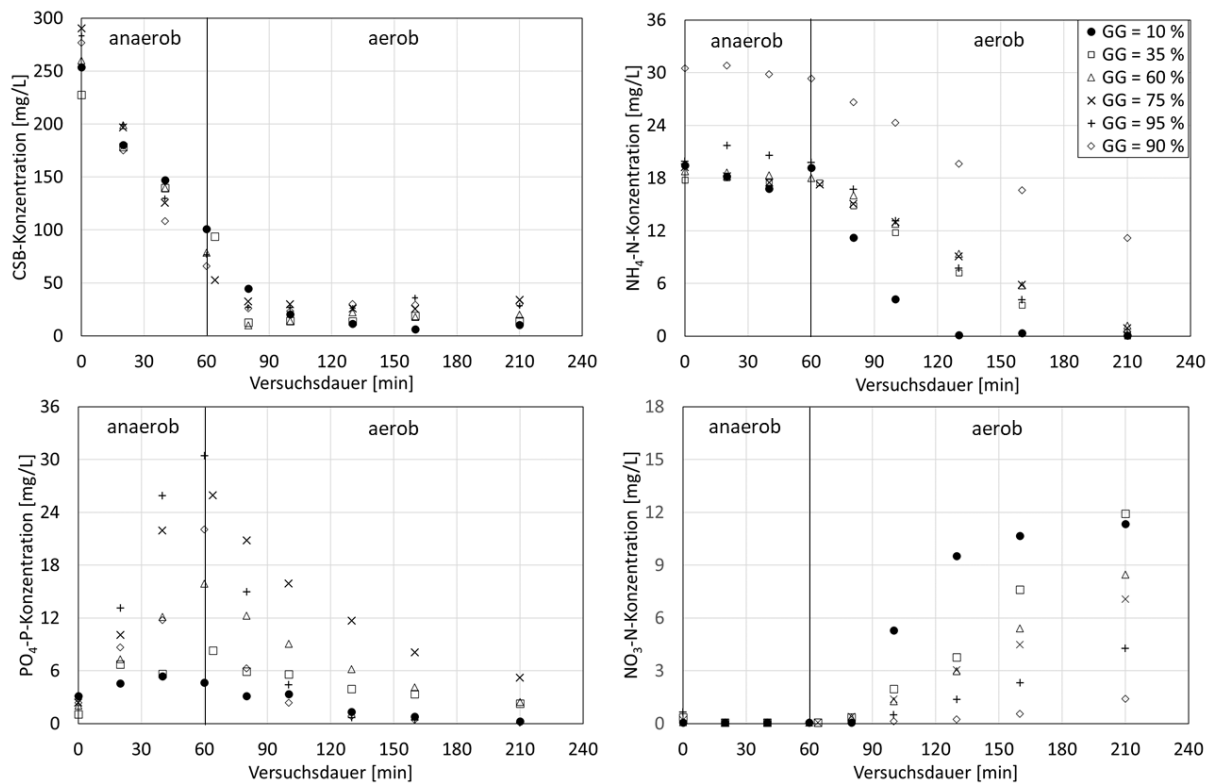 300
250
200
150
100
50
0
CSB-Konzentration [mg/L]
anaerob
aerob
0 30 60 90 120 150 180 210 240
Versuchsdauer [min]
36
30
24
18
12
6
0
NH₄-N-Konzentration [mg/L]
anaerob
aerob
GG = 10 %
GG = 35 %
GG = 60 %
GG = 75 %
GG = 95 %
GG = 90 %
0 30 60 90 120 150 180 210 240
Versuchsdauer [min]
36
30
24
18
12
6
0
PO₄-P-Konzentration [mg/L]
anaerob
aerob
0 30 60 90 120 150 180 210 240
Versuchsdauer [min]
18
15
12
9
6
3
0
NO₃-N-Konzentration [mg/L]
anaerob
aerob
0 30 60 90 120 150 180 210 240
Versuchsdauer [min]